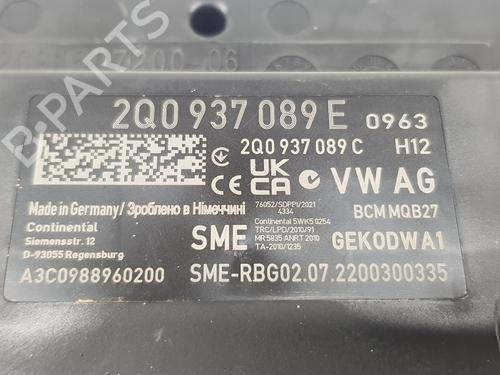 2Q0 937 089 E 0963
2Q0 937 089 C H12
UK
CE CA VW AG
76052/SDPPI/2021
4334
Made in Germany/ Зроблено в Німеччині
BCM MQB27
Continental
Siemensstr. 12
D-93055 Regensburg
SME
Continental 5WK5 0254
TRC/LPD/2010/91
MR 5835 ANRT 2010
TA-2010/1235
GEKODWA1
A3C0988960200 SME-RBG02.07.2200300335
B-PARTS